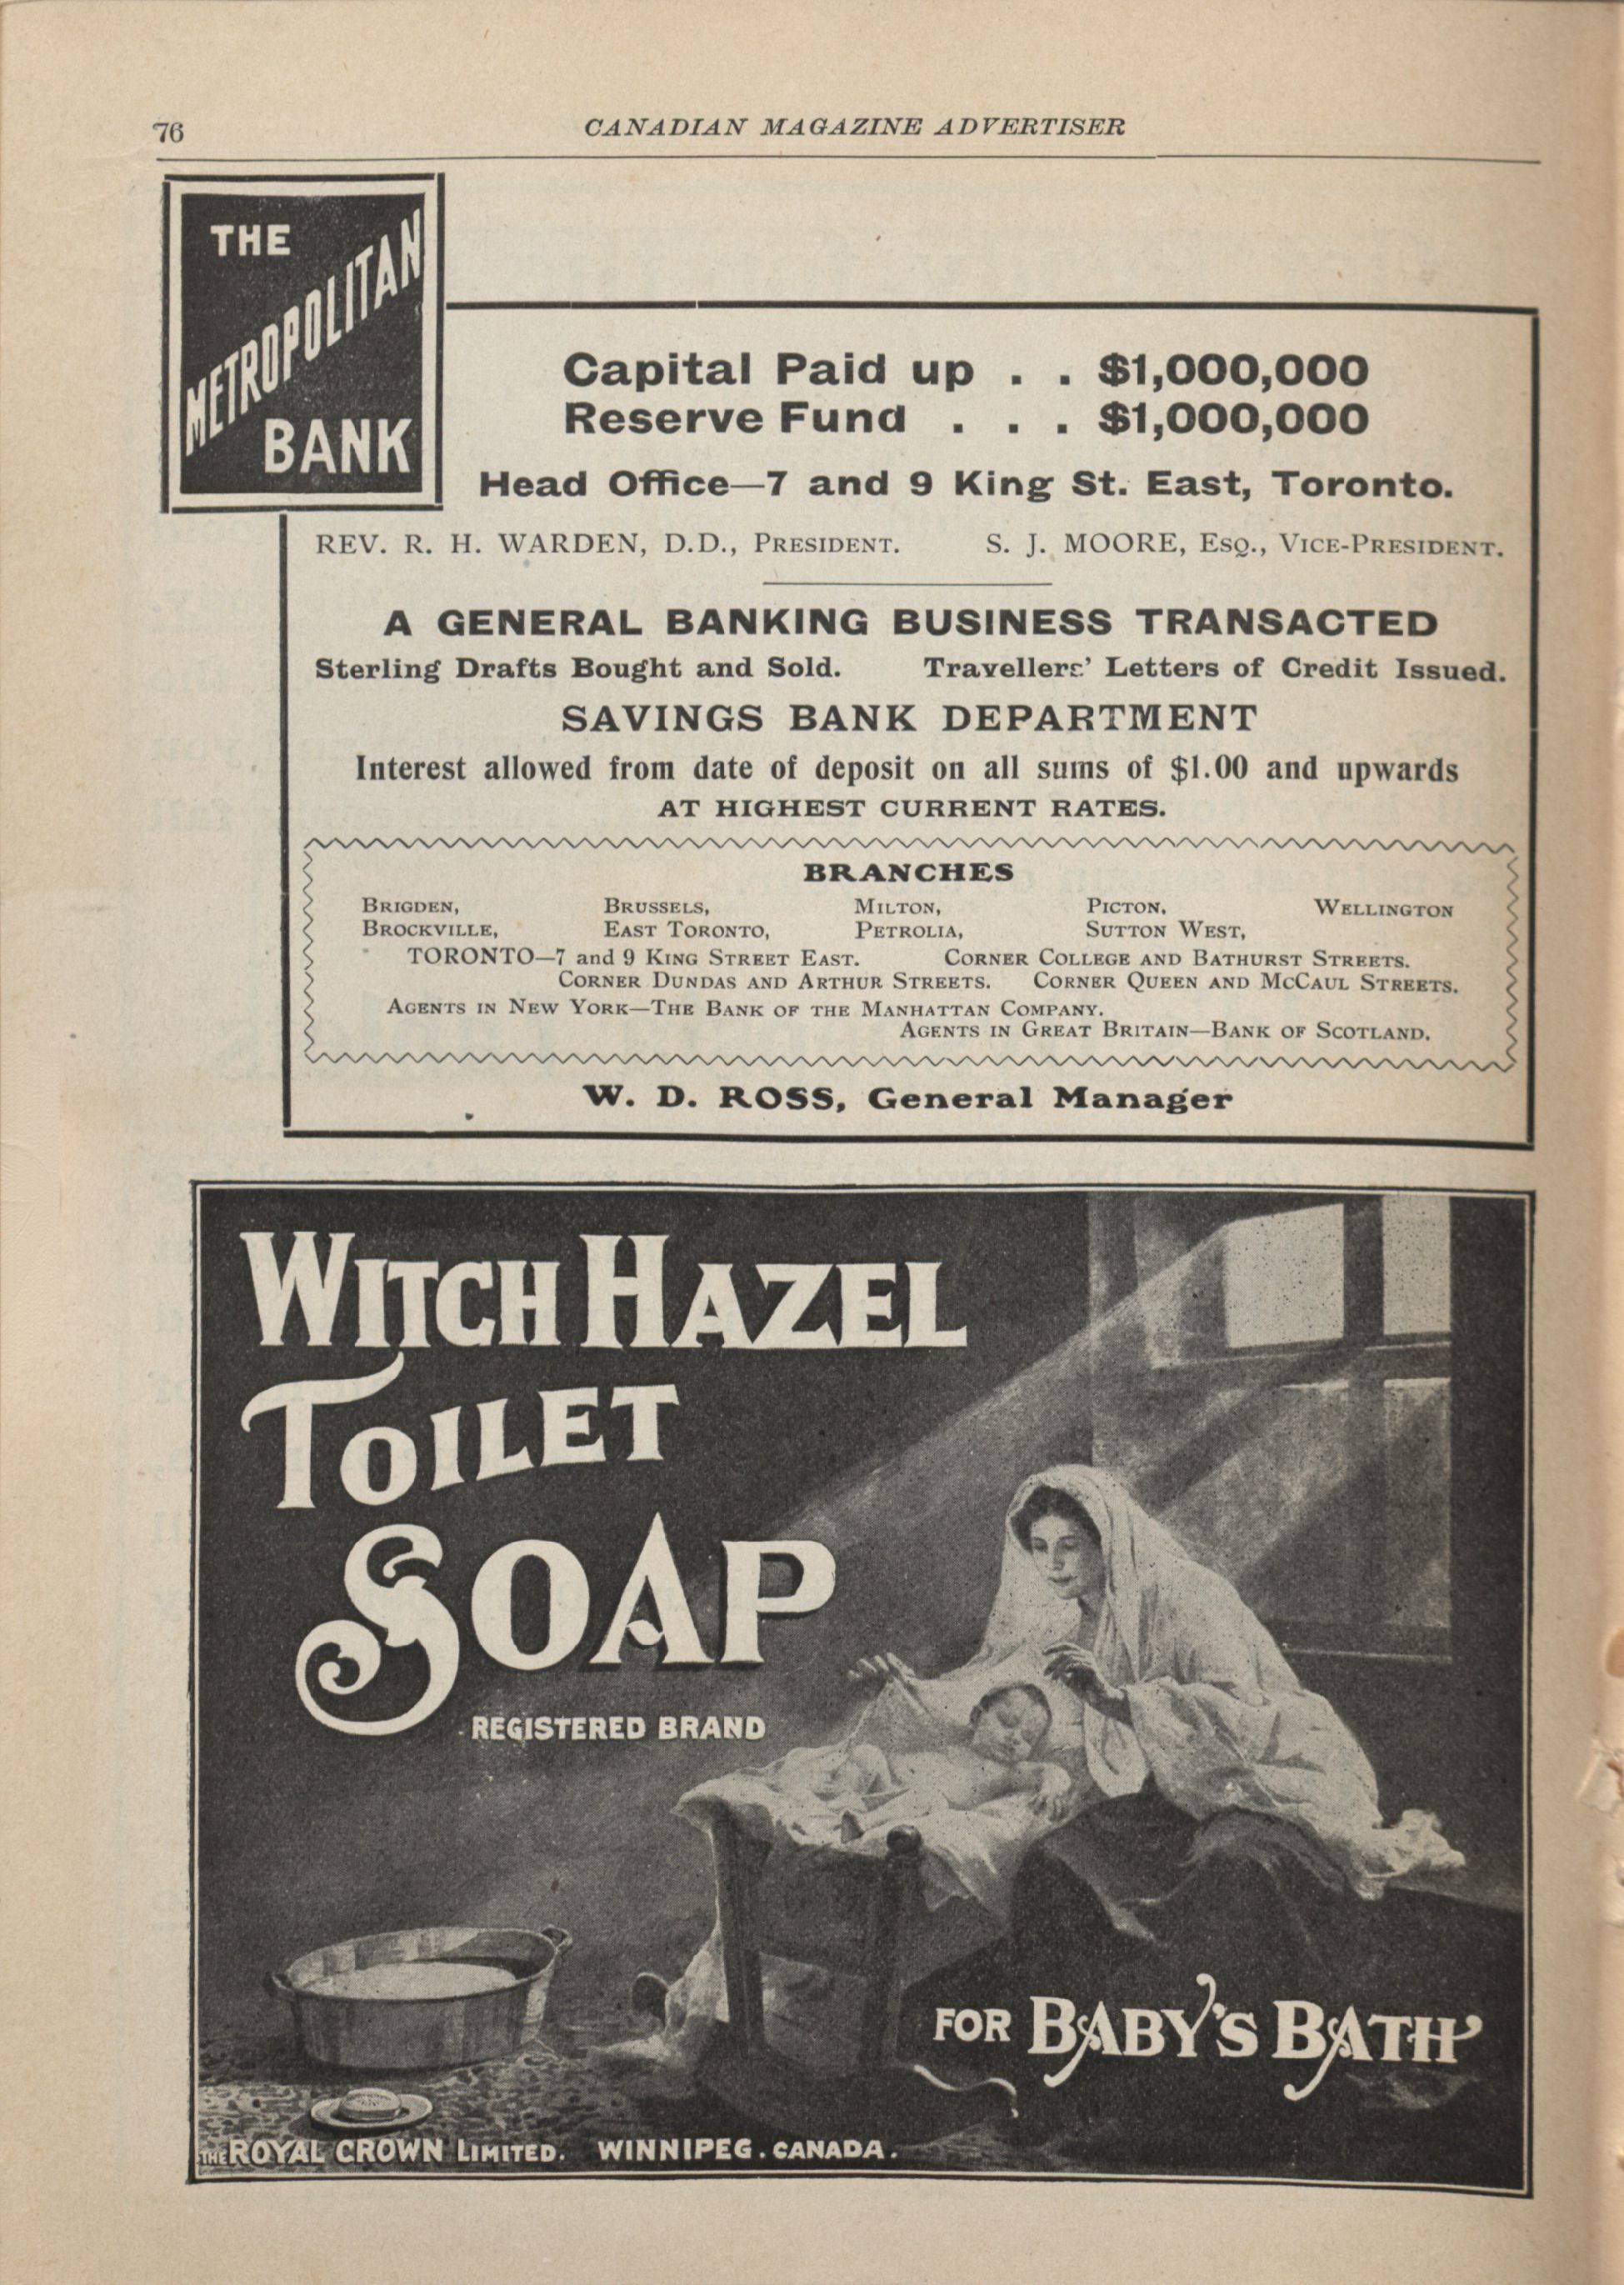 76
CANADIAN MAGAZINE ADVERTISER
THE
METROPOLITAN
BANK
Capital Paid up . . $1,000,000
Reserve Fund . . . $1,000,000
Head Office—7 and 9 King St. East, Toronto.
REV. R. H. WARDEN, D.D., PRESIDENT. S. J. MOORE, ESQ., VICE-PRESIDENT.
A GENERAL BANKING BUSINESS TRANSACTED
Sterling Drafts Bought and Sold. Travellers' Letters of Credit Issued.
SAVINGS BANK DEPARTMENT
Interest allowed from date of deposit on all sums of $1.00 and upwards
AT HIGHEST CURRENT RATES.
BRANCHES
BRIGDEN, BRUSSELS, MILTON, PICTON, WELLINGTON
BROCKVILLE, EAST TORONTO, PETROLIA, SUTTON WEST,
TORONTO—7 and 9 KING STREET EAST. CORNER COLLEGE AND BATHURST STREETS.
CORNER DUNDAS AND ARTHUR STREETS. CORNER QUEEN AND MCCAUL STREETS.
AGENTS IN NEW YORK—THE BANK OF THE MANHATTAN COMPANY.
AGENTS IN GREAT BRITAIN—BANK OF SCOTLAND.
W. D. ROSS, General Manager
WITCH HAZEL
TOILET
SOAP
REGISTERED BRAND
FOR BABY'S BATH
THE ROYAL CROWN LIMITED. WINNIPEG. CANADA.